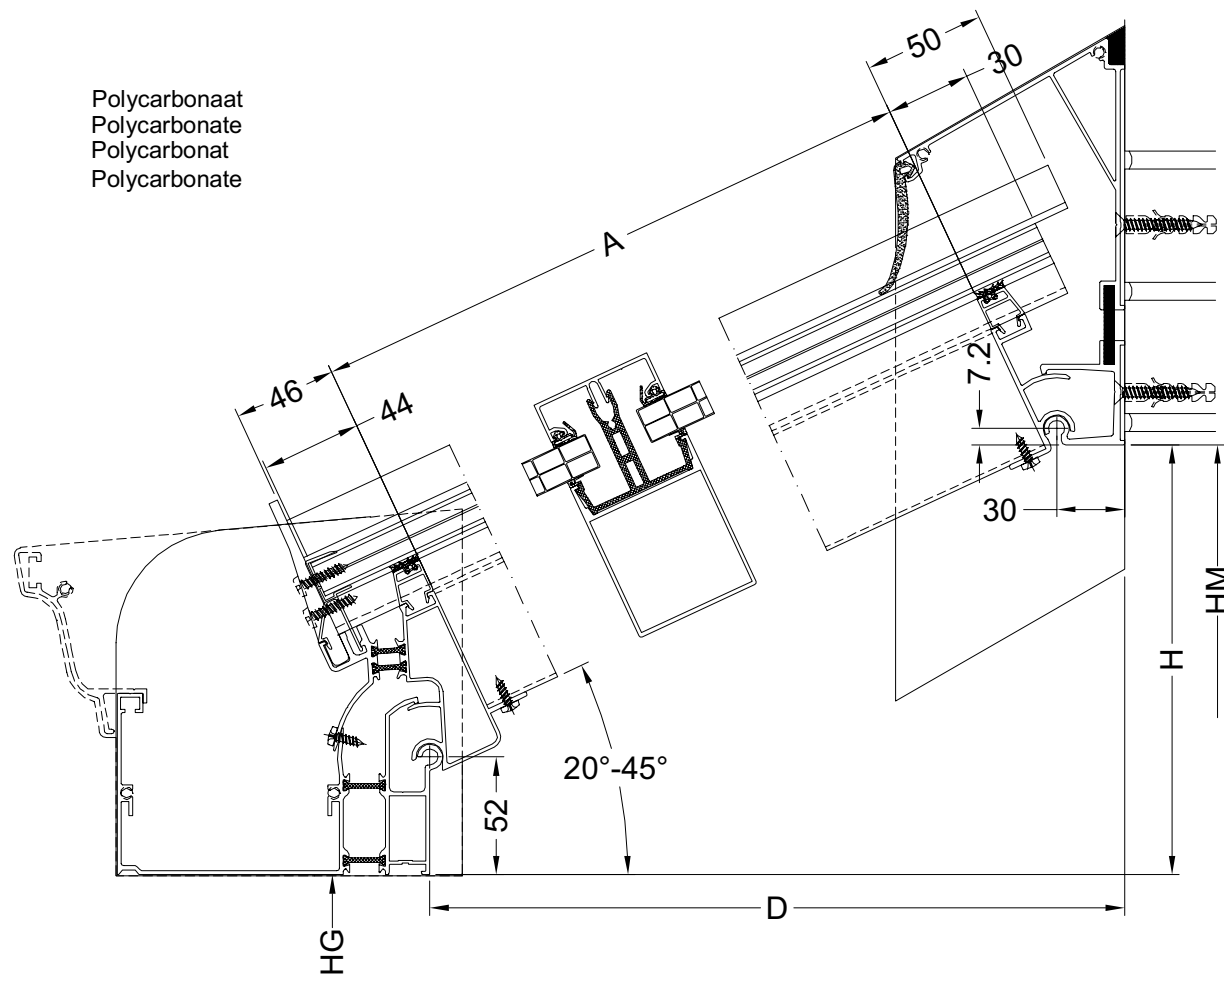 Polycarbonaat
Polycarbonate
Polycarbonat
Polycarbonate
50
30
A
46
44
7.2
30
HM
H
20°-45°
52
D
HG